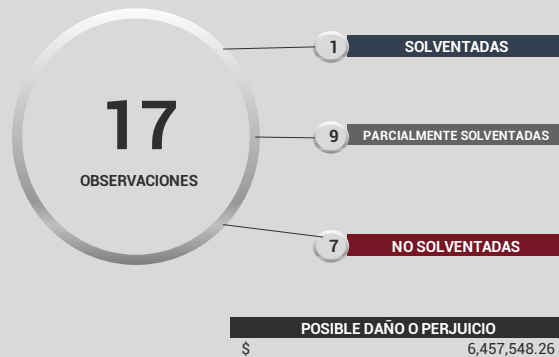 17
OBSERVACIONES
1 SOLVENTADAS
9 PARCIALMENTE SOLVENTADAS
7 NO SOLVENTADAS
POSIBLE DAÑO O PERJUICIO
$ 6,457,548.26